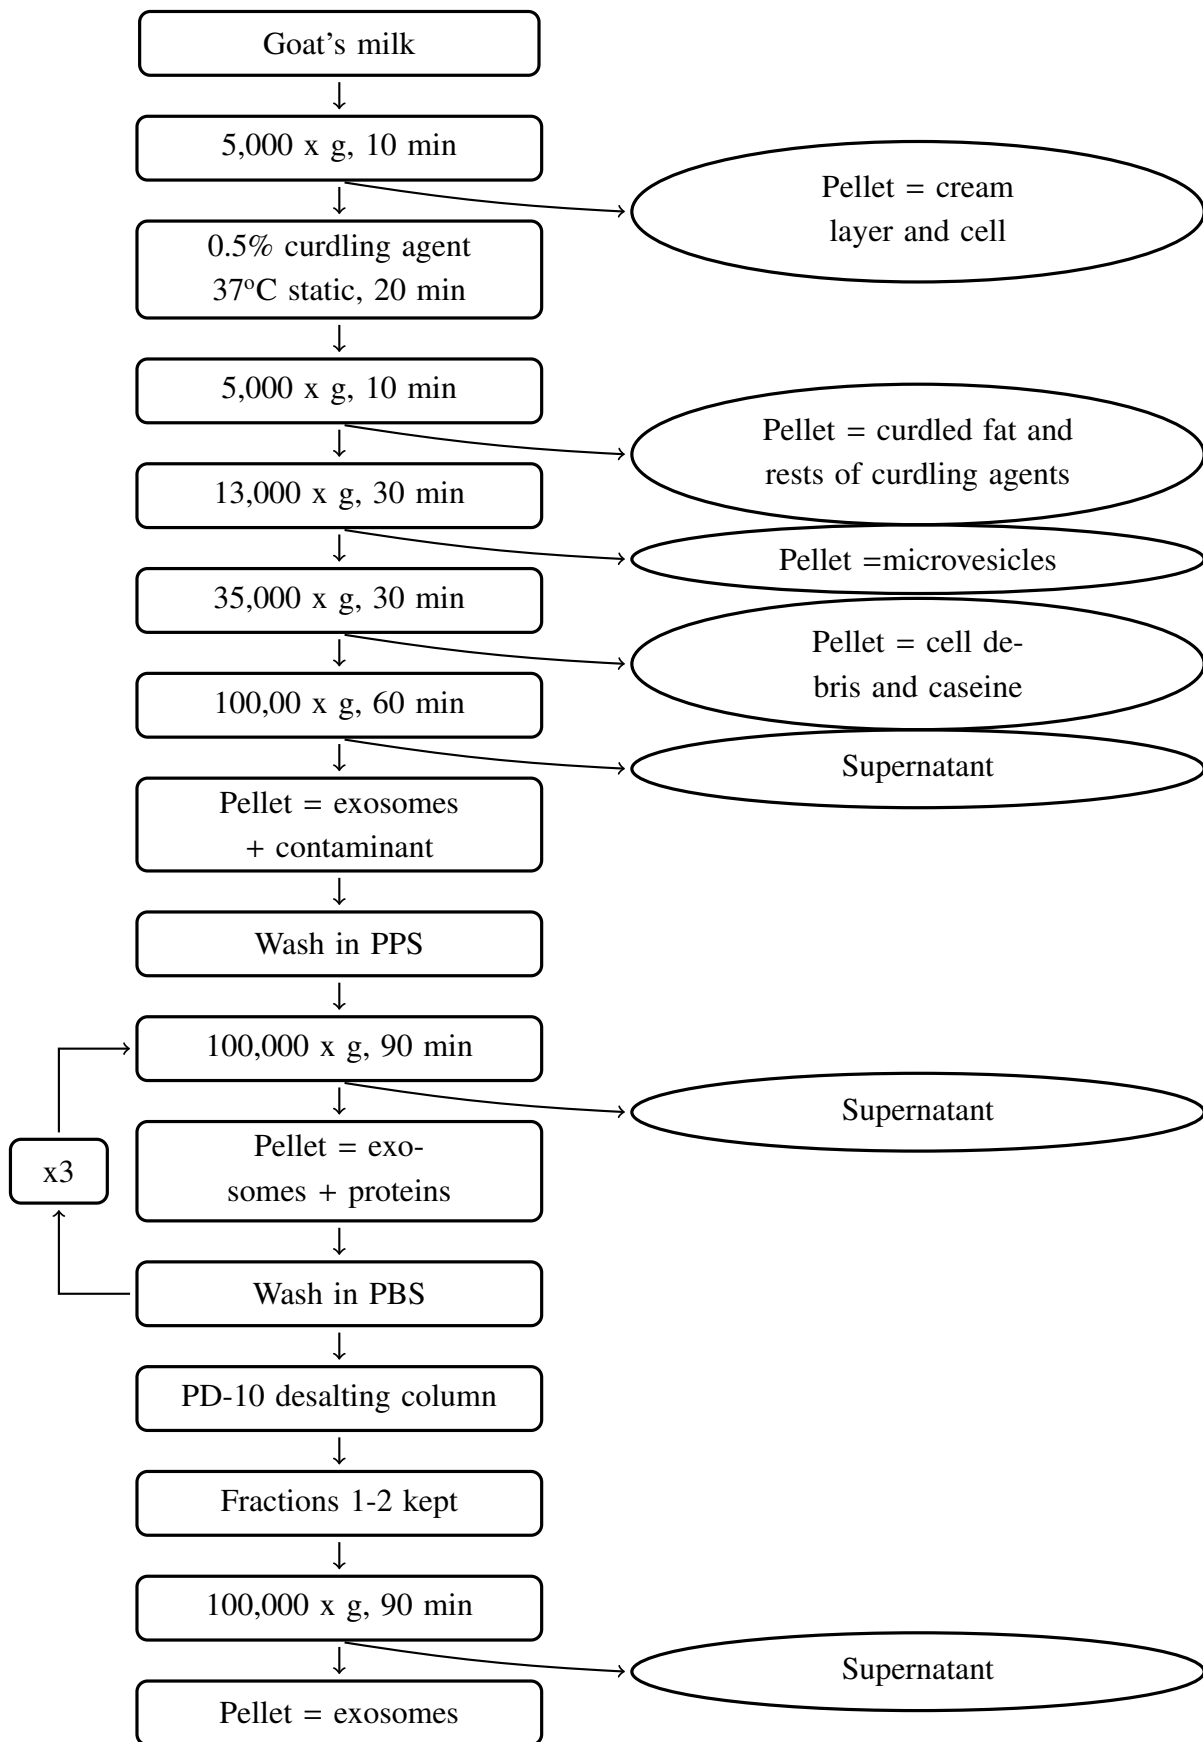 Goat's milk
5,000 x g, 10 min
Pellet = cream
layer and cell
0.5% curdling agent
37°C static, 20 min
5,000 x g, 10 min
Pellet = curdled fat and
rests of curdling agents
13,000 x g, 30 min
Pellet =microvesicles
35,000 x g, 30 min
Pellet = cell de-
bris and caseine
100,00 x g, 60 min
Supernatant
Pellet = exosomes
+ contaminant
Wash in PPS
100,000 x g, 90 min
Supernatant
Pellet = exo-
somes + proteins
x3
Wash in PBS
PD-10 desalting column
Fractions 1-2 kept
100,000 x g, 90 min
Supernatant
Pellet = exosomes